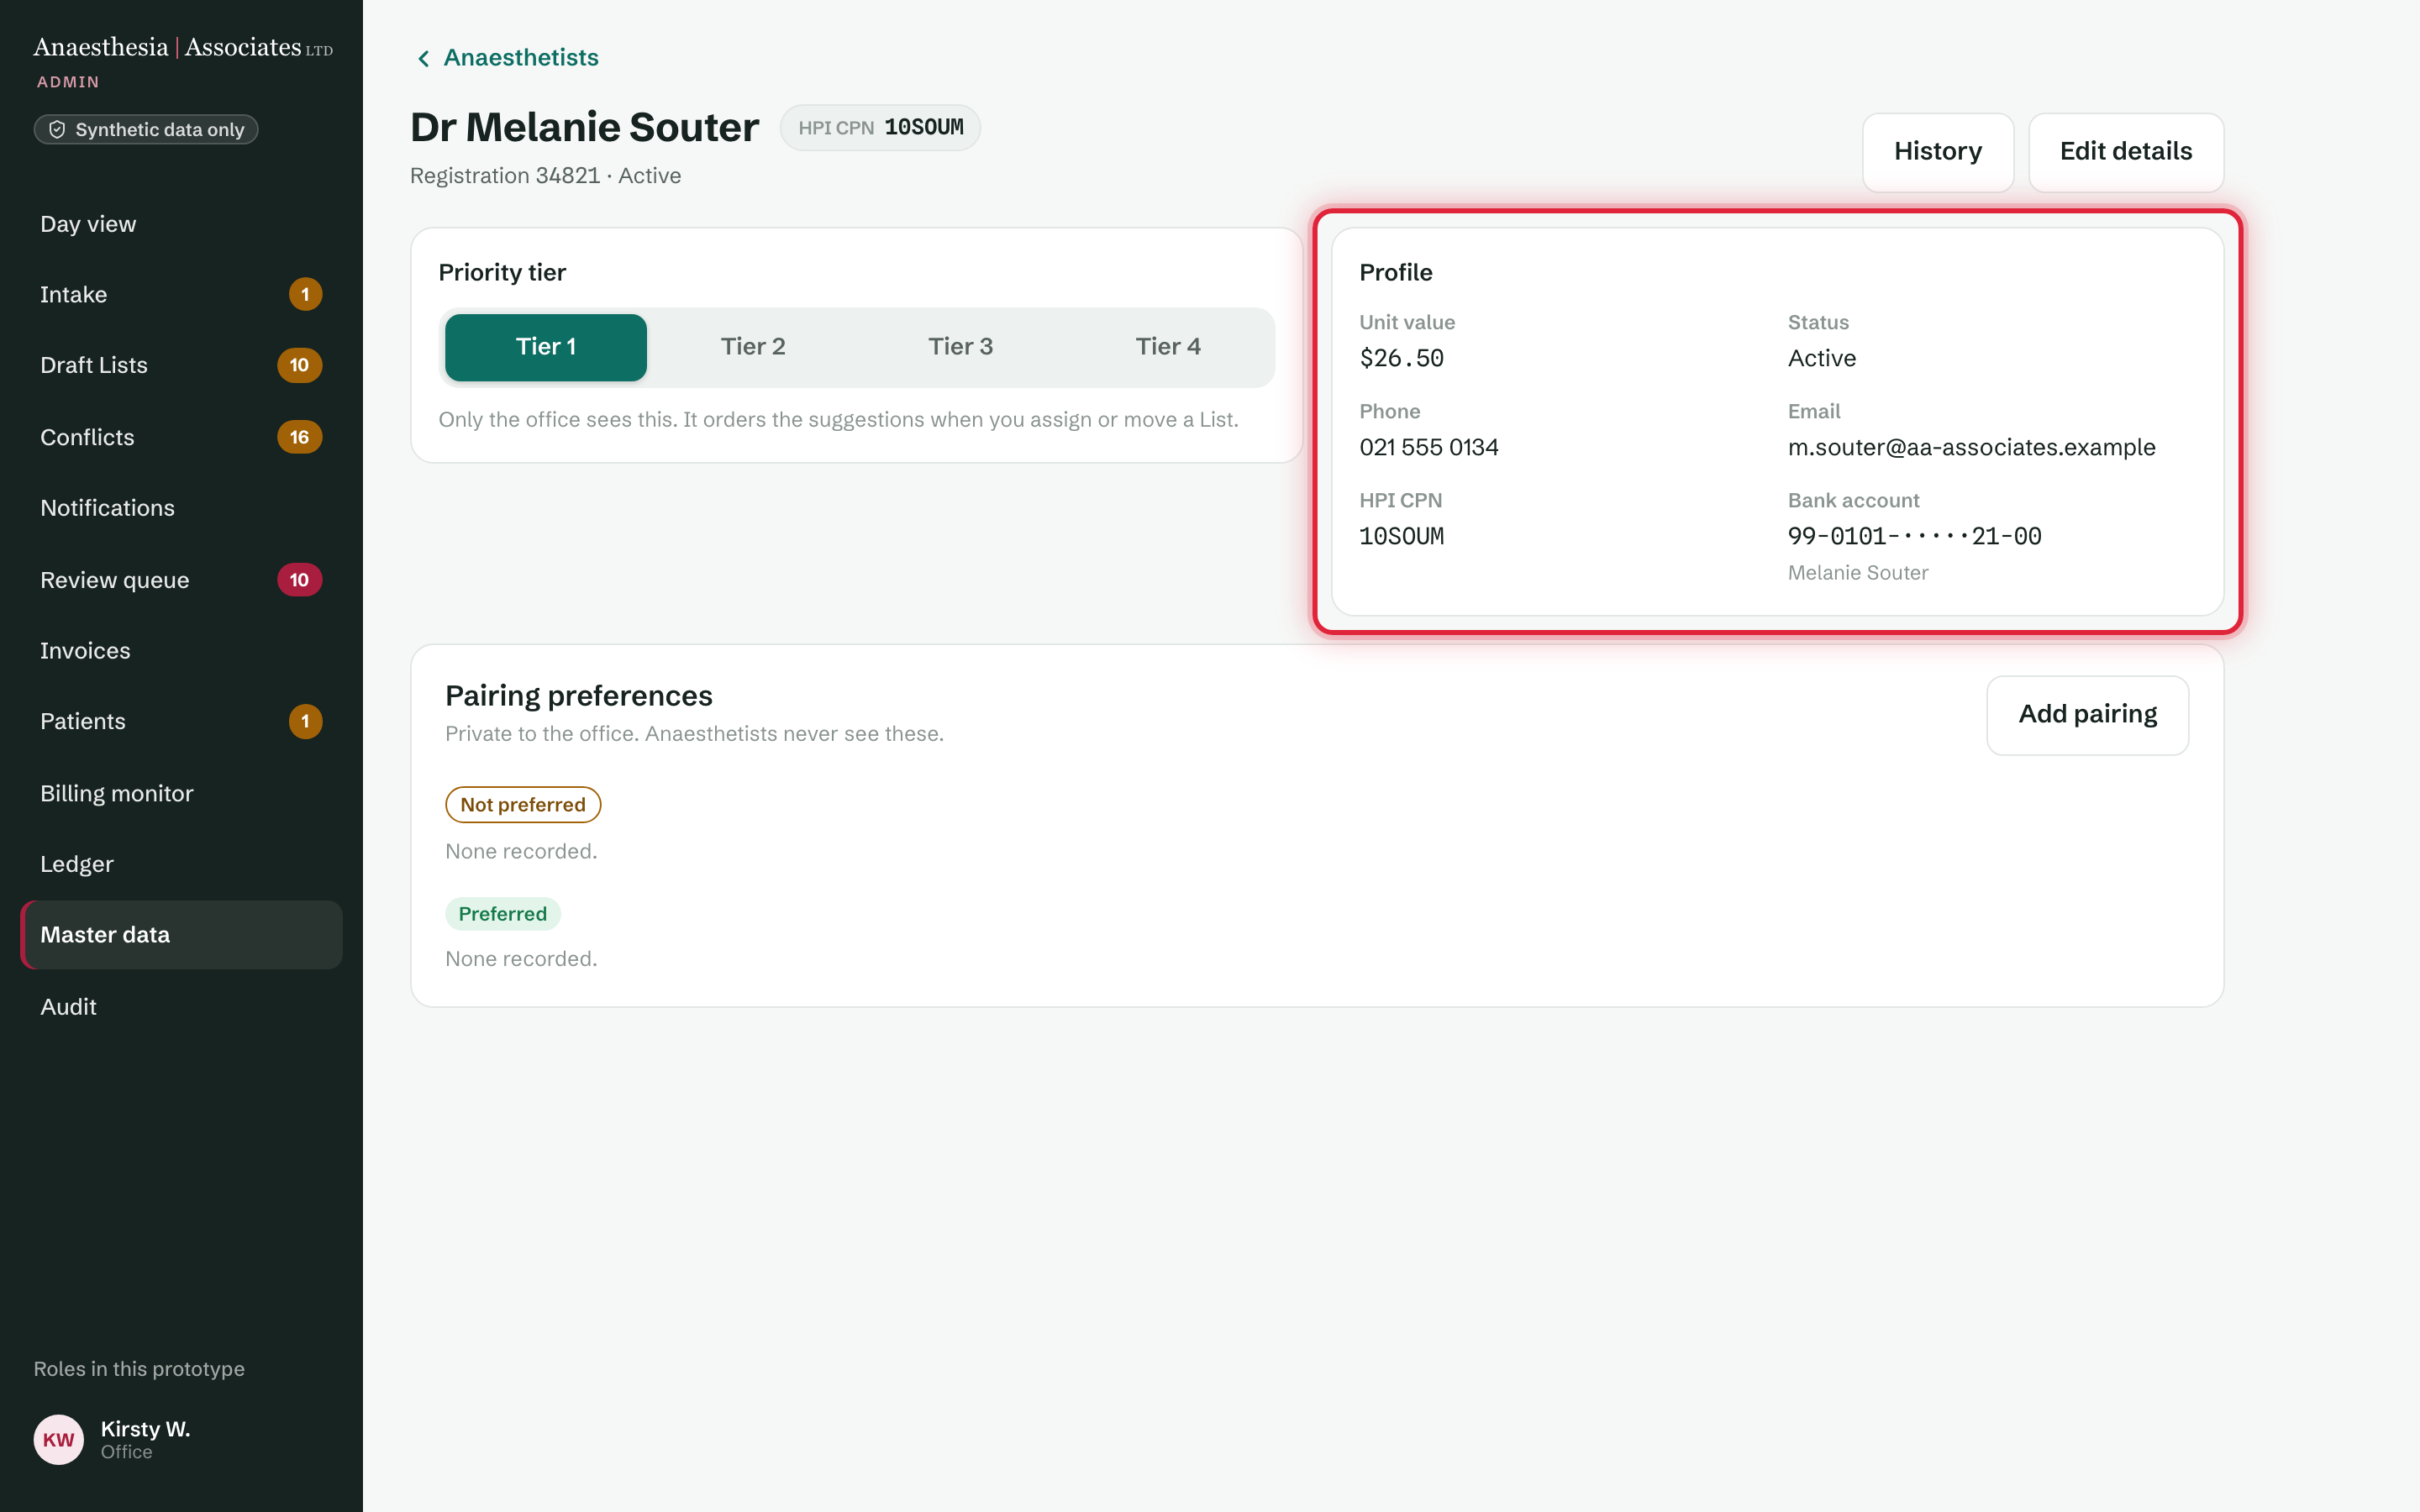 Anaesthesia | Associates LTD
ADMIN
Synthetic data only
Day view
Intake 1
Draft Lists 10
Conflicts 16
Notifications
Review queue 10
Invoices
Patients 1
Billing monitor
Ledger
Master data
Audit
Roles in this prototype
KW
Kirsty W.
Office
Anaesthetists
Dr Melanie Souter HPI CPN 10SOUM
Registration 34821 · Active
History Edit details
Priority tier
Tier 1 Tier 2 Tier 3 Tier 4
Only the office sees this. It orders the suggestions when you assign or move a List.
Profile
Unit value Status
$26.50 Active
Phone Email
021 555 0134 m.souter@aa-associates.example
HPI CPN Bank account
10SOUM 99-0101-·····21-00
Melanie Souter
Pairing preferences
Private to the office. Anaesthetists never see these.
Add pairing
Not preferred
None recorded.
Preferred
None recorded.